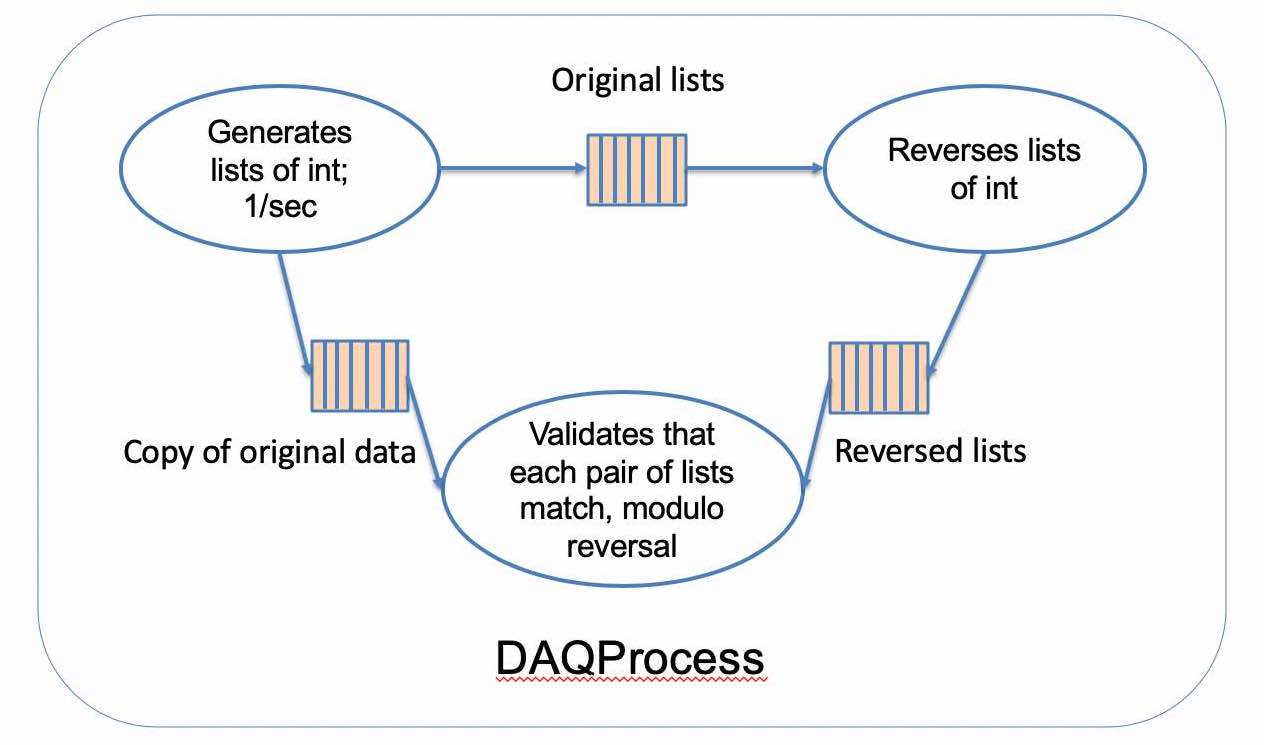 Original lists
Generates
lists of int;
1/sec
Reverses lists
of int
Copy of original data
Validates that
each pair of lists
match, modulo
reversal
Reversed lists
DAQProcess